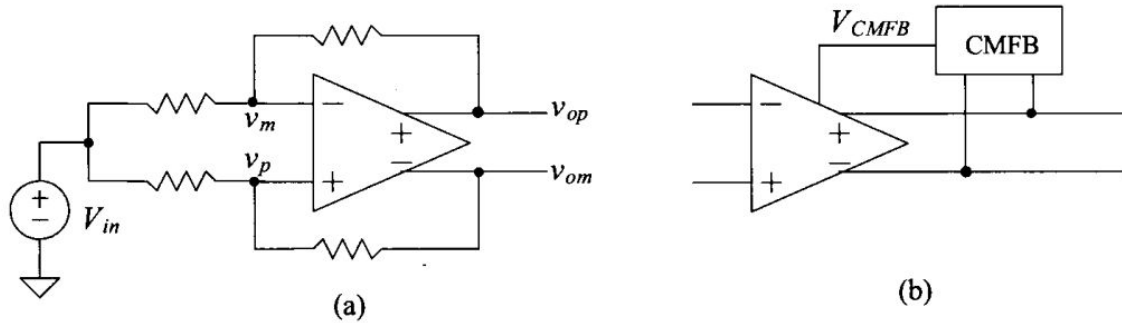 v_m
v_p
V_in
v_op
v_om
(a)
V_CMFB
CMFB
(b)